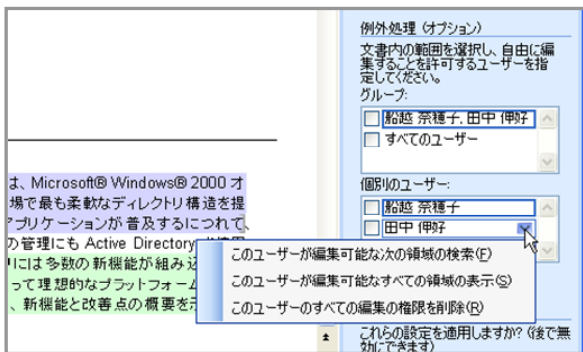 例外処理 (オプション)
文書内の範囲を選択し、自由に編
集することを許可するユーザーを指
定してください。
グループ:
船越 奈穂子, 田中 伸好
すべてのユーザー
個別のユーザー:
船越 奈穂子
田中 伸好
は、Microsoft® Windows® 2000 オ
場で最も柔軟なディレクトリ構造を提
アプリケーションが普及するにつれて、
の管理にも Active Directory
には多数の新機能が組み込
って理想的なプラットフォーム
、新機能と改善点の概要を示
このユーザーが編集可能な次の領域の検索(F)
このユーザーが編集可能なすべての領域の表示(S)
このユーザーのすべての編集の権限を削除(R)
これらの設定を適用しますか? (後で無
効にできます)